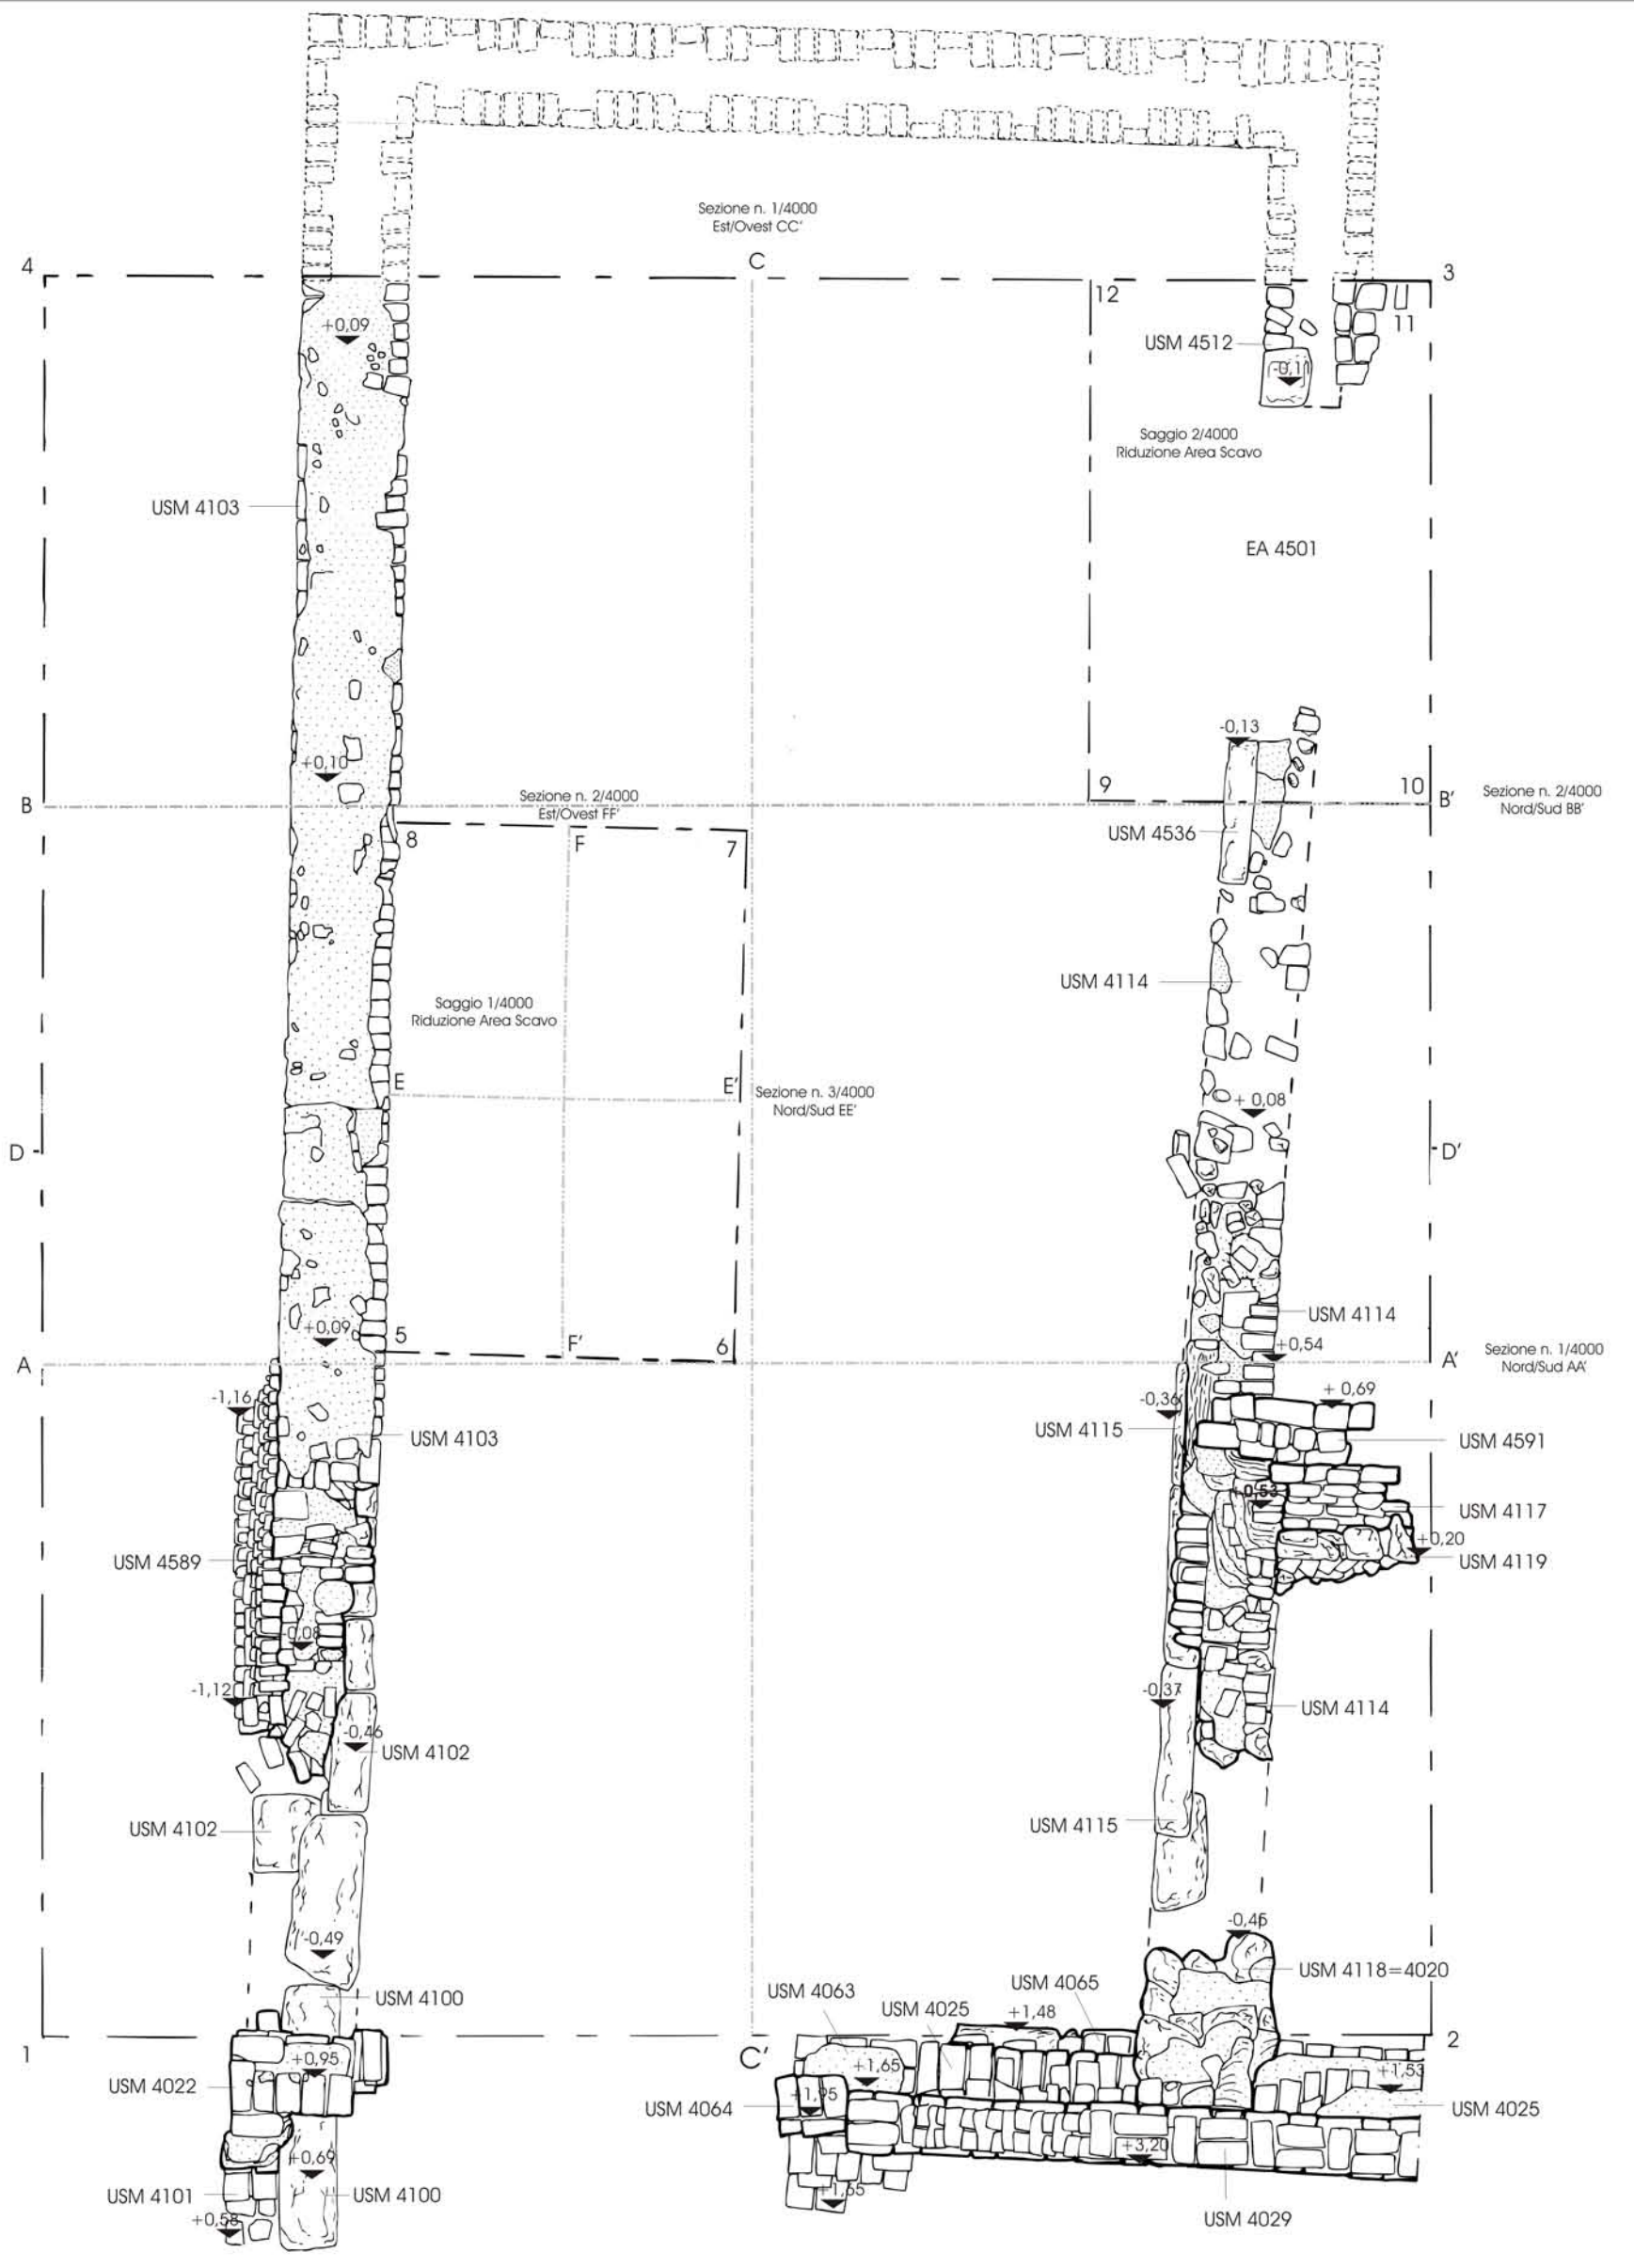 Sezione n. 1/4000
Est/Ovest CC'
4
C
3
12
11
+0,09
USM 4512
-0,11
Saggio 2/4000
Riduzione Area Scavo
USM 4103
EA 4501
-0,13
+0,10
9
10
B
Sezione n. 2/4000
Est/Ovest FF'
B'
Sezione n. 2/4000
Nord/Sud BB'
8
F
7
USM 4536
USM 4114
Saggio 1/4000
Riduzione Area Scavo
E
E'
Sezione n. 3/4000
Nord/Sud EE'
+ 0,08
D
D'
USM 4114
+0,09
5
F'
6
+0,54
A
A'
Sezione n. 1/4000
Nord/Sud AA'
-1,16
-0,36
+ 0,69
USM 4103
USM 4115
USM 4591
+0,53
USM 4117
+0,20
USM 4589
USM 4119
-0,08
-1,12
-0,37
USM 4114
-0,46
USM 4102
USM 4102
USM 4115
-0,49
-0,45
USM 4118=4020
USM 4100
USM 4063
USM 4065
USM 4025
+1,48
1
C'
2
+0,95
+1,65
+1,53
USM 4022
+1,95
USM 4064
USM 4025
+3,20
+0,69
USM 4101
USM 4100
+1,65
+0,58
USM 4029